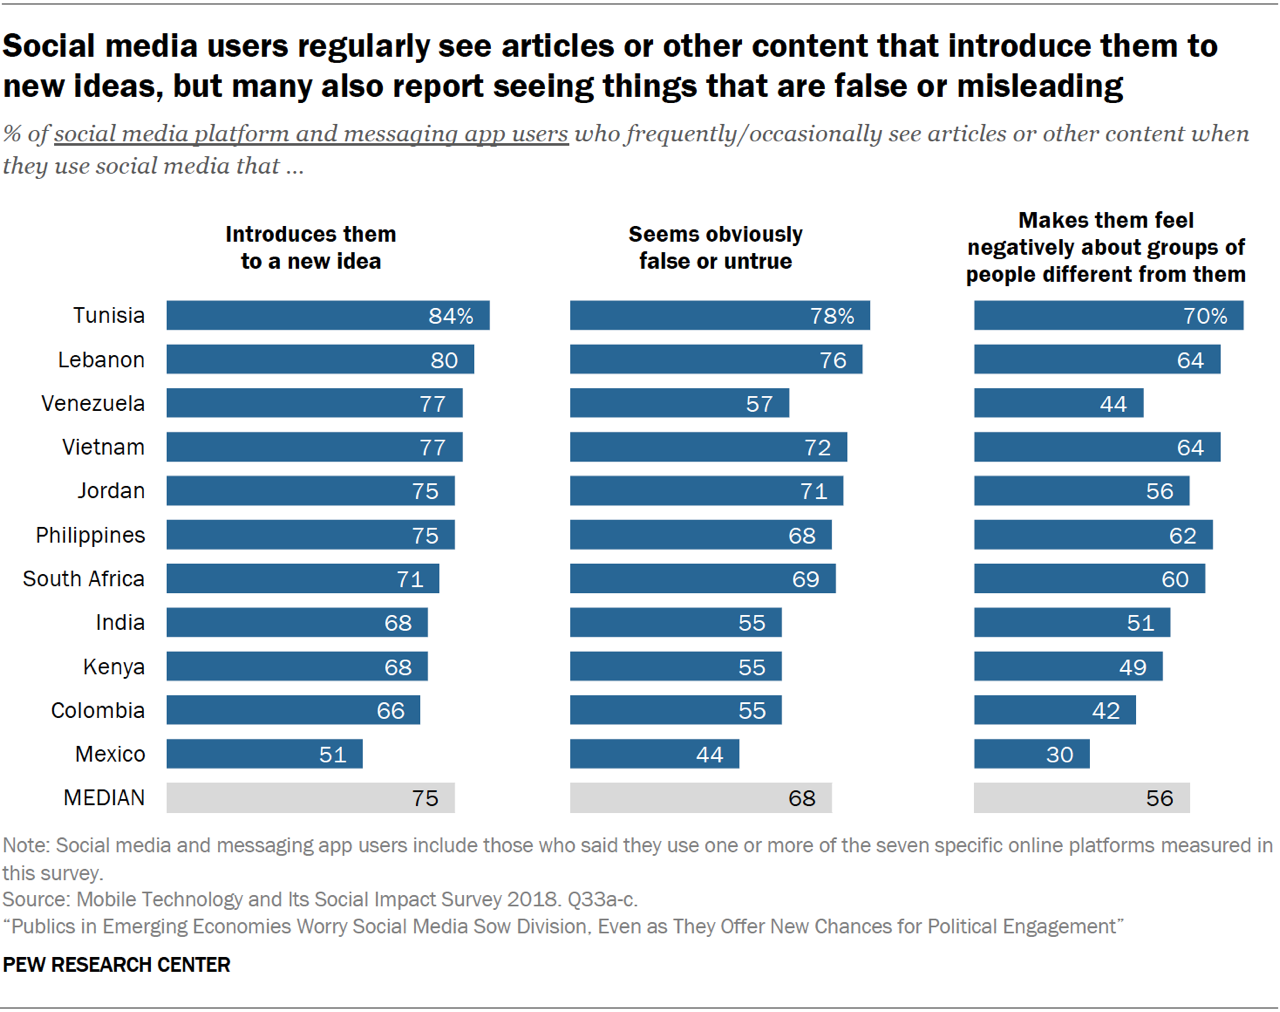 Social media users regularly see articles or other content that introduce them to
new ideas, but many also report seeing things that are false or misleading
% of social media platform and messaging app users who frequently/occasionally see articles or other content when
they use social media that ...
Introduces them
to a new idea
Seems obviously
false or untrue
Makes them feel
negatively about groups of
people different from them
Tunisia 84% 78% 70%
Lebanon 80 76 64
Venezuela 77 57 44
Vietnam 77 72 64
Jordan 75 71 56
Philippines 75 68 62
South Africa 71 69 60
India 68 55 51
Kenya 68 55 49
Colombia 66 55 42
Mexico 51 44 30
MEDIAN 75 68 56
Note: Social media and messaging app users include those who said they use one or more of the seven specific online platforms measured in
this survey.
Source: Mobile Technology and Its Social Impact Survey 2018. Q33a-c.
“Publics in Emerging Economies Worry Social Media Sow Division, Even as They Offer New Chances for Political Engagement”
PEW RESEARCH CENTER